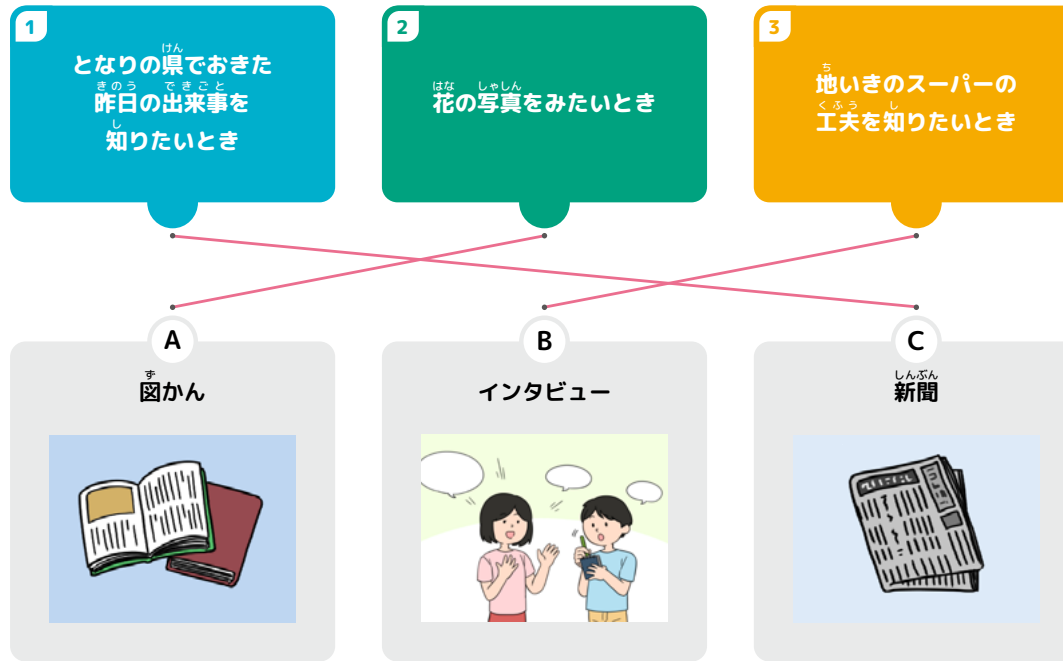 1
となりの県でおきた
昨日の出来事を
知りたいとき
2
花の写真をみたいとき
3
地いきのスーパーの
工夫を知りたいとき
A
図かん
B
インタビュー
C
新聞